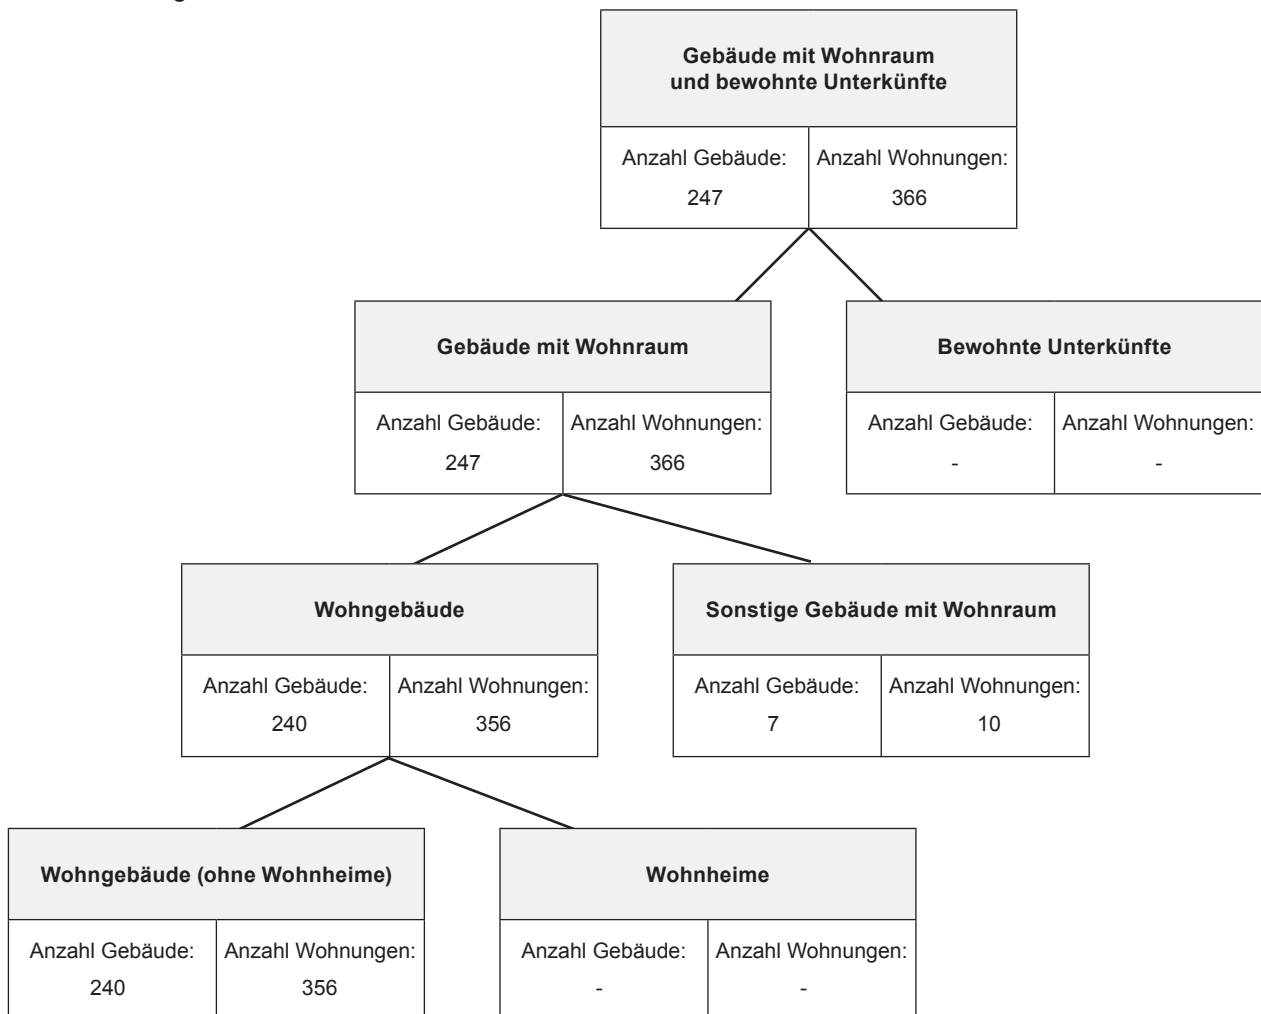 Gebäude mit Wohnraum
und bewohnte Unterkünfte
Anzahl Gebäude: Anzahl Wohnungen:
247 366
Gebäude mit Wohnraum
Anzahl Gebäude: Anzahl Wohnungen:
247 366
Bewohnte Unterkünfte
Anzahl Gebäude: Anzahl Wohnungen:
- -
Wohngebäude
Anzahl Gebäude: Anzahl Wohnungen:
240 356
Sonstige Gebäude mit Wohnraum
Anzahl Gebäude: Anzahl Wohnungen:
7 10
Wohngebäude (ohne Wohnheime)
Anzahl Gebäude: Anzahl Wohnungen:
240 356
Wohnheime
Anzahl Gebäude: Anzahl Wohnungen:
- -